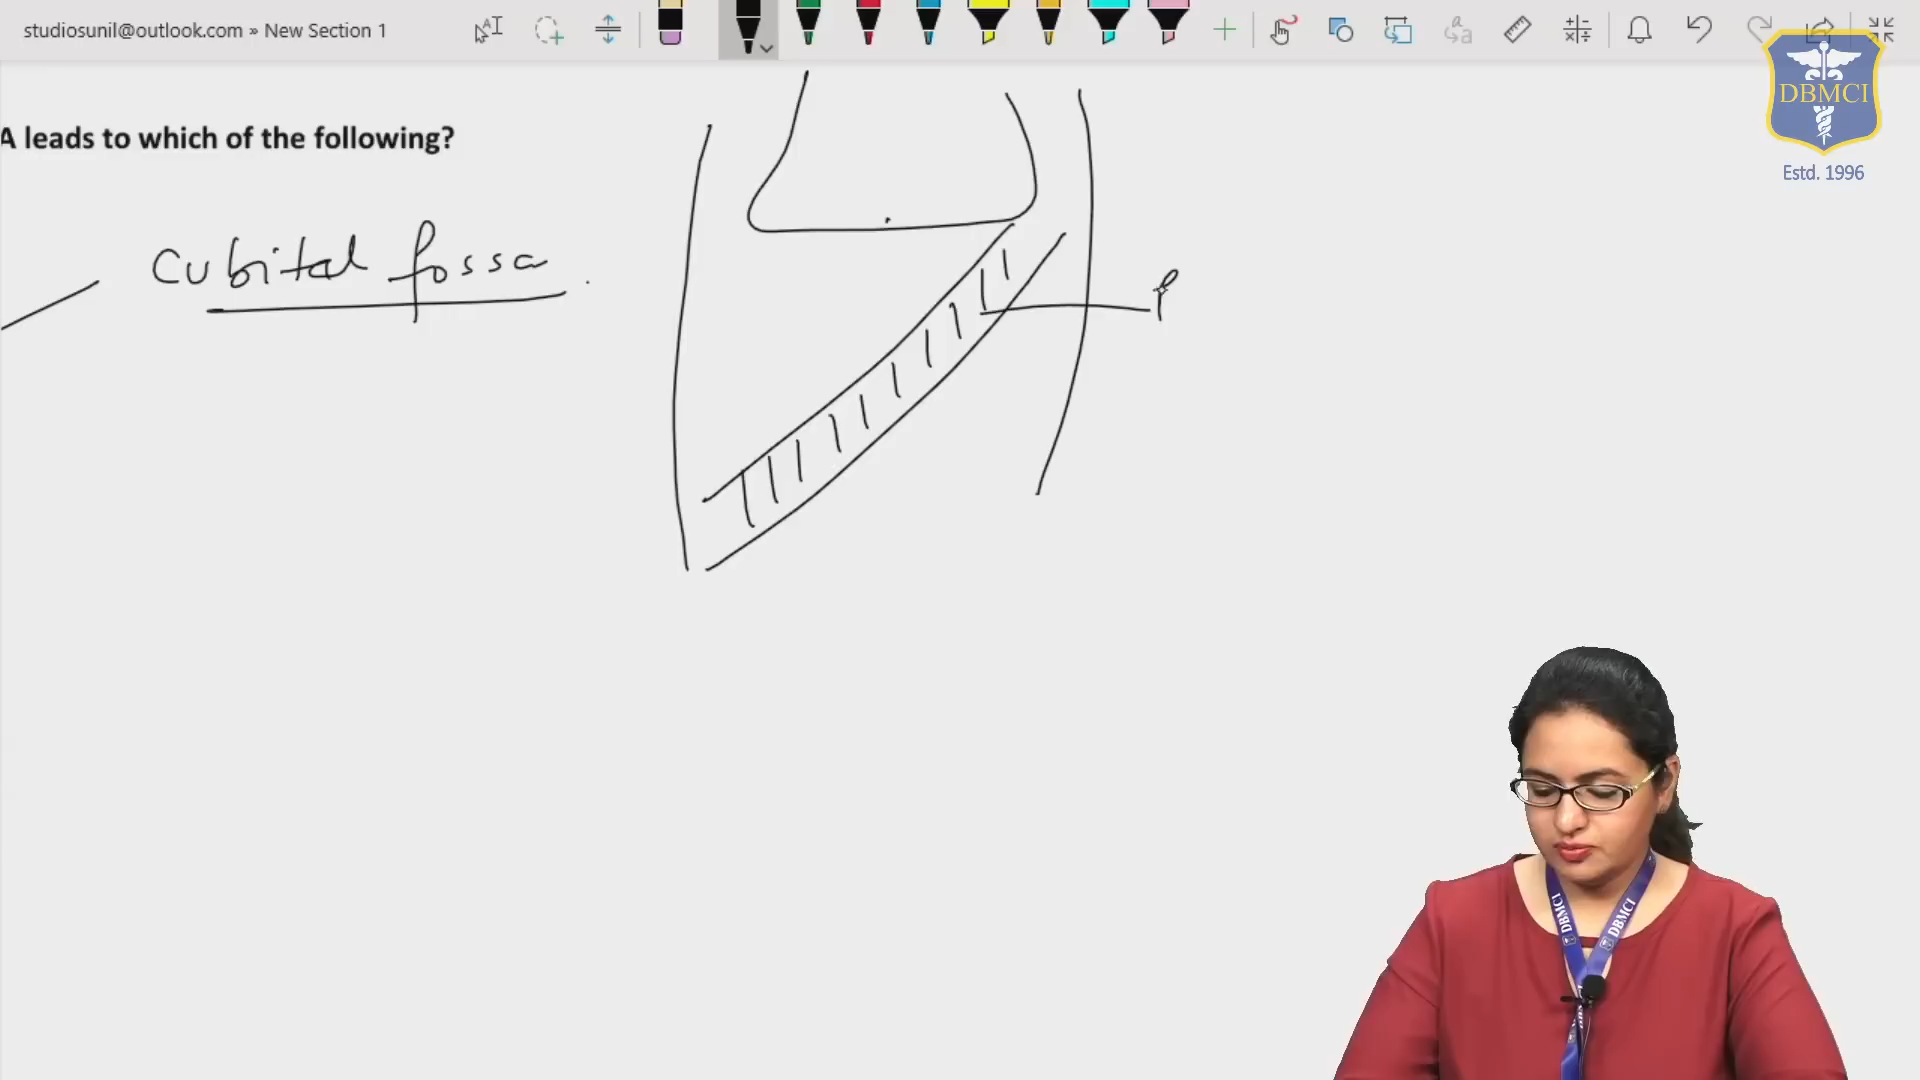 studiosunil@outlook.com » New Section 1
DBMCI
Estd. 1996
A leads to which of the following?
Cubital fossa.
P
DBMCI
DBMCI